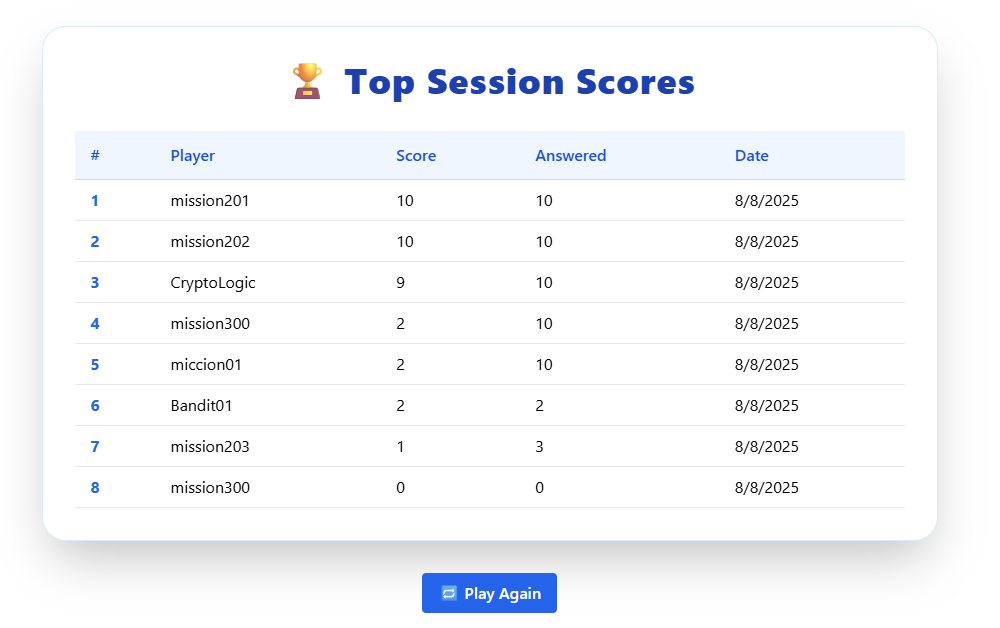 🏆 Top Session Scores
# Player Score Answered Date
1 mission201 10 10 8/8/2025
2 mission202 10 10 8/8/2025
3 CryptoLogic 9 10 8/8/2025
4 mission300 2 10 8/8/2025
5 miccion01 2 10 8/8/2025
6 Bandit01 2 2 8/8/2025
7 mission203 1 3 8/8/2025
8 mission300 0 0 8/8/2025
🔁 Play Again